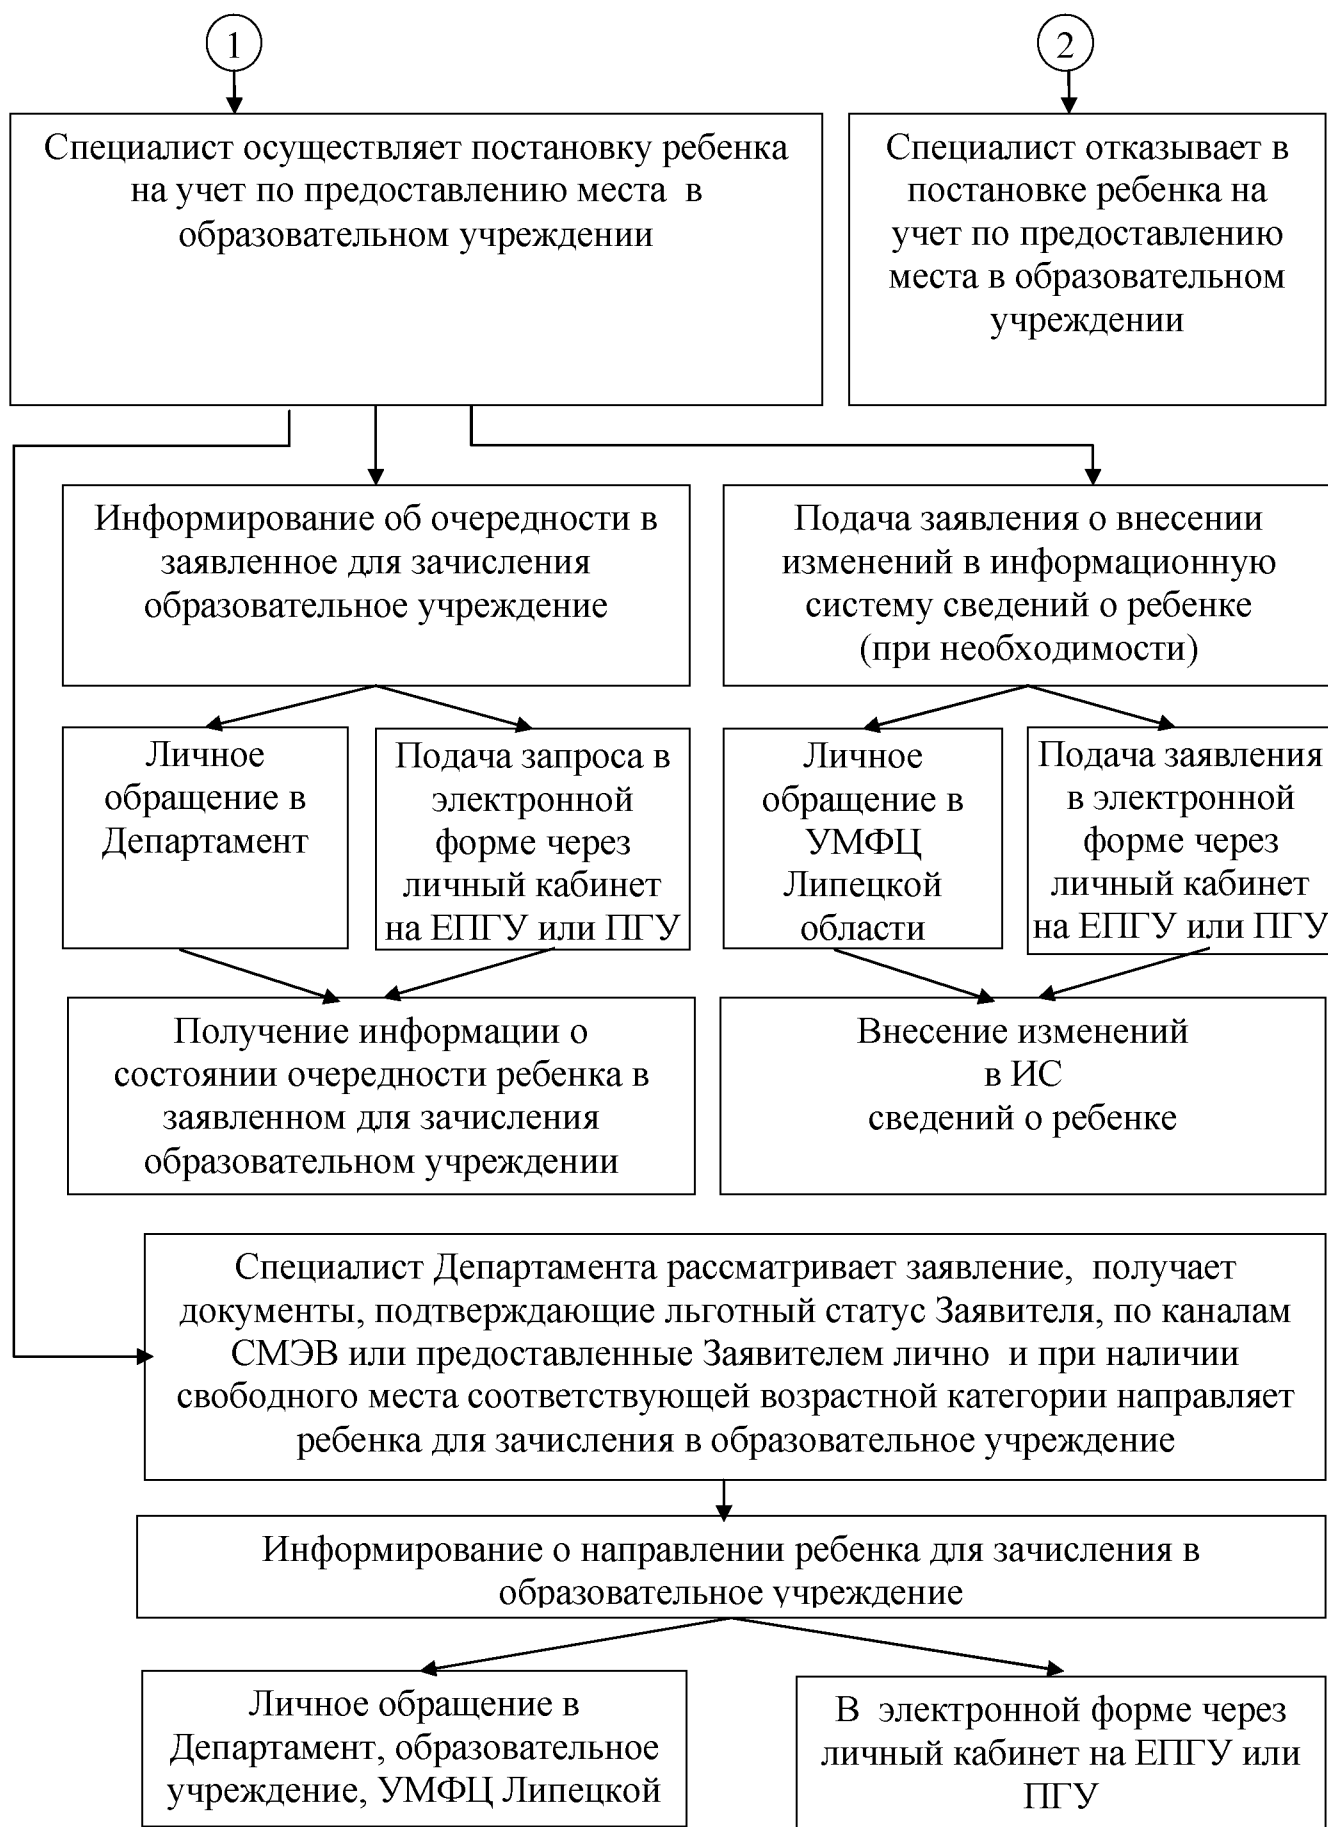 1
2
Специалист осуществляет постановку ребенка
на учет по предоставлению места в
образовательном учреждении
Специалист отказывает в
постановке ребенка на
учет по предоставлению
места в образовательном
учреждении
Информирование об очередности в
заявленное для зачисления
образовательное учреждение
Подача заявления о внесении
изменений в информационную
систему сведений о ребенке
(при необходимости)
Личное
обращение в
Департамент
Подача запроса в
электронной
форме через
личный кабинет
на ЕПГУ или ПГУ
Личное
обращение в
УМФЦ
Липецкой
области
Подача заявления
в электронной
форме через
личный кабинет
на ЕПГУ или ПГУ
Получение информации о
состоянии очередности ребенка в
заявленном для зачисления
образовательном учреждении
Внесение изменений
в ИС
сведений о ребенке
Специалист Департамента рассматривает заявление, получает
документы, подтверждающие льготный статус Заявителя, по каналам
СМЭВ или предоставленные Заявителем лично и при наличии
свободного места соответствующей возрастной категории направляет
ребенка для зачисления в образовательное учреждение
Информирование о направлении ребенка для зачисления в
образовательное учреждение
Личное обращение в
Департамент, образовательное
учреждение, УМФЦ Липецкой
В электронной форме через
личный кабинет на ЕПГУ или
ПГУ